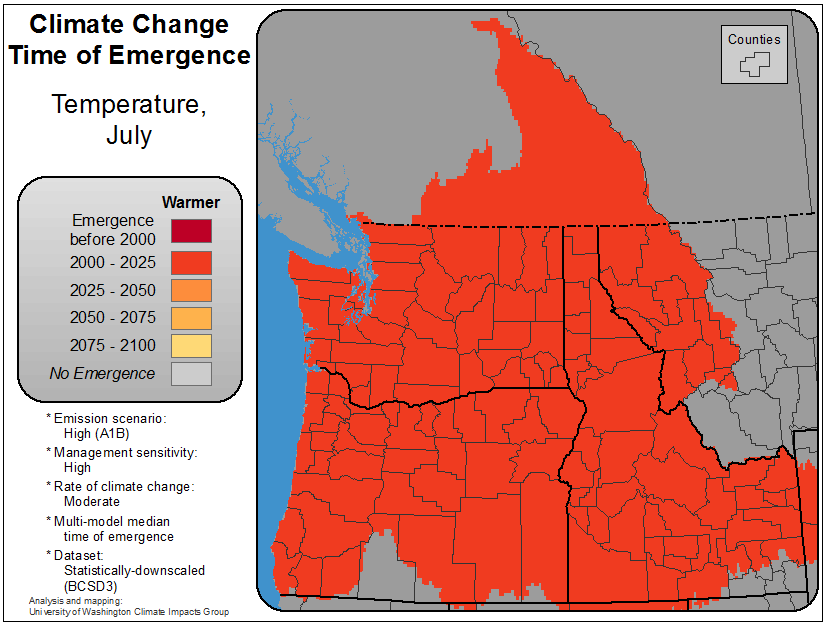 Climate Change
Time of Emergence
Temperature,
July
Counties
Warmer
Emergence
before 2000
2000 - 2025
2025 - 2050
2050 - 2075
2075 - 2100
No Emergence
* Emission scenario:
High (A1B)
* Management sensitivity:
High
* Rate of climate change:
Moderate
* Multi-model median
time of emergence
* Dataset:
Statistically-downscaled
(BCSD3)
Analysis and mapping:
University of Washington Climate Impacts Group